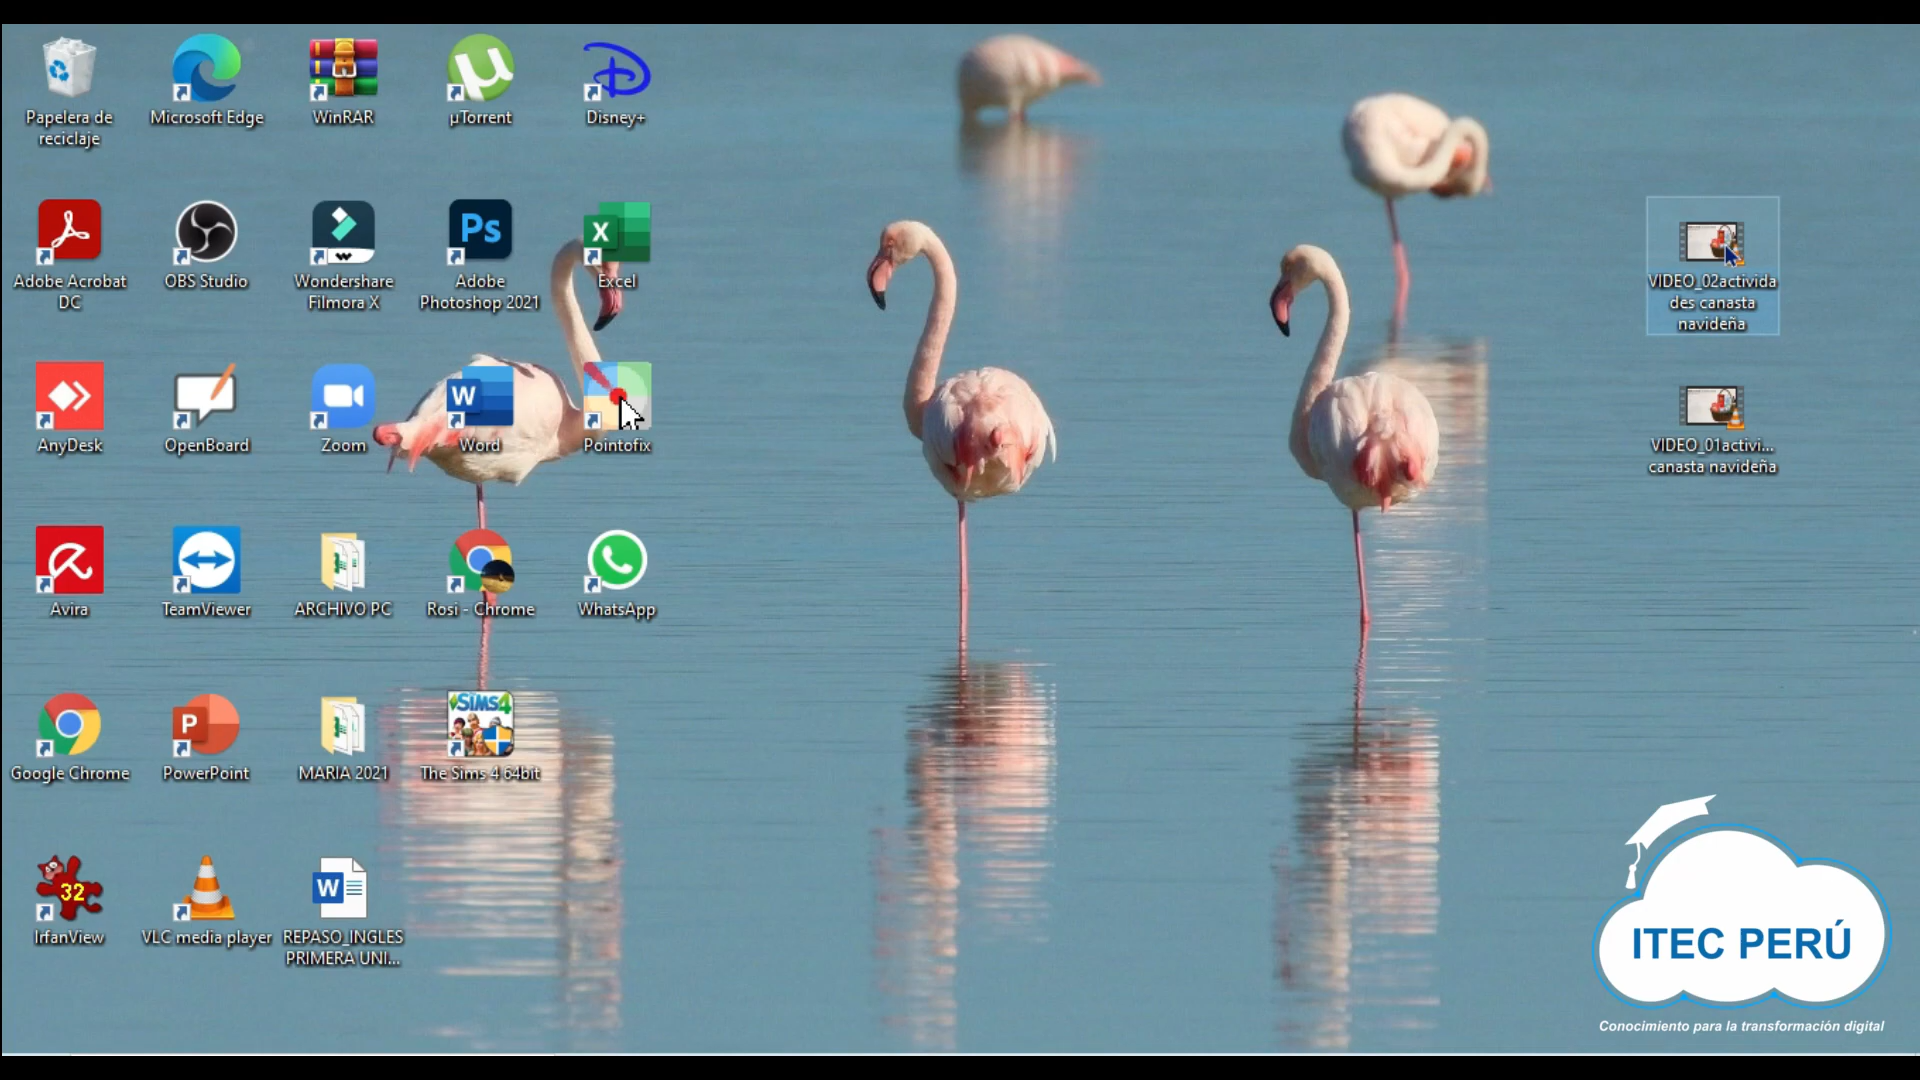 Papelera de
reciclaje
Microsoft Edge
WinRAR
µTorrent
Disney+
Adobe Acrobat
DC
OBS Studio
Wondershare
Filmora X
Ps
Adobe
Photoshop 2021
X
Excel
VIDEO_02activida
des canasta
navideña
AnyDesk
OpenBoard
Zoom
W
Word
Pointofix
VIDEO_01activi...
canasta navideña
Avira
TeamViewer
ARCHIVO PC
Rosi - Chrome
WhatsApp
Google Chrome
P
PowerPoint
MARIA 2021
SIMS4
The Sims 4 64bit
32
IrfanView
VLC media player
W
REPASO_INGLES
PRIMERA UNI...
ITEC PERÚ
Conocimiento para la transformación digital